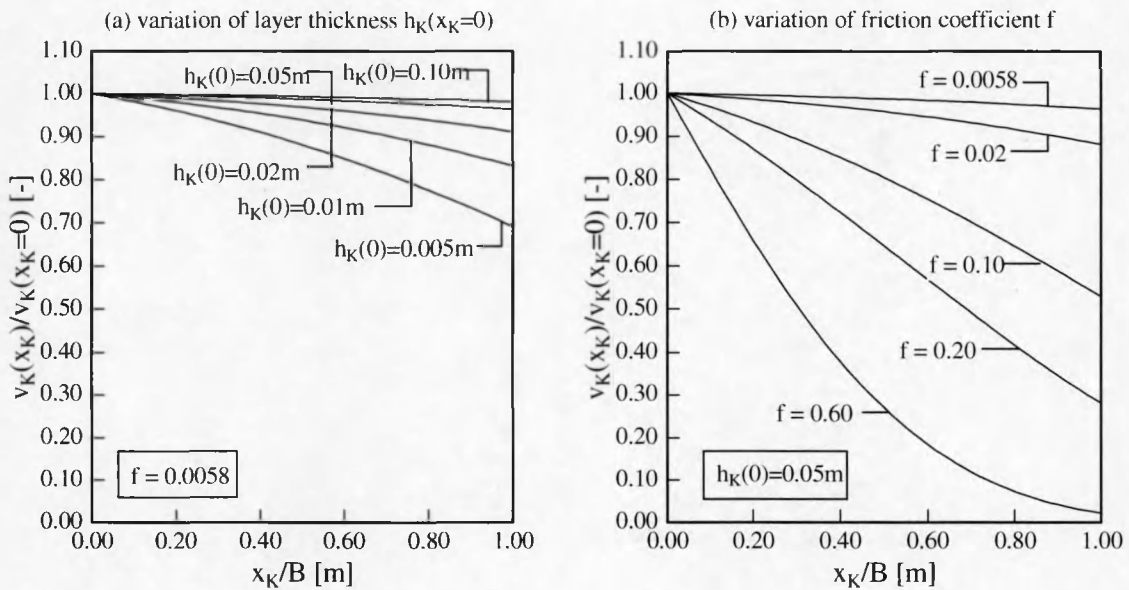 (a) variation of layer thickness hK(xK=0)
vK(xK)/vK(xK=0) [-]
1.10
1.00
0.90
0.80
0.70
0.60
0.50
0.40
0.30
0.20
0.10
0.00
hK(0)=0.05m
hK(0)=0.10m
hK(0)=0.02m
hK(0)=0.01m
hK(0)=0.005m
f = 0.0058
0.00 0.20 0.40 0.60 0.80 1.00
xK/B [m]
(b) variation of friction coefficient f
vK(xK)/vK(xK=0) [-]
1.10
1.00
0.90
0.80
0.70
0.60
0.50
0.40
0.30
0.20
0.10
0.00
f = 0.0058
f = 0.02
f = 0.10
f = 0.20
f = 0.60
hK(0)=0.05m
0.00 0.20 0.40 0.60 0.80 1.00
xK/B [m]